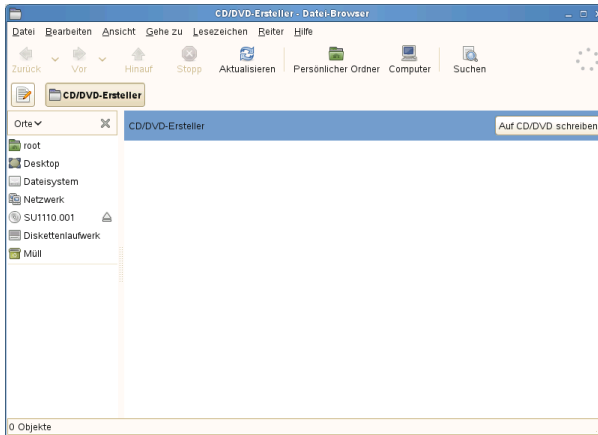 CD/DVD-Ersteller - Datei-Browser
Datei Bearbeiten Ansicht Gehe zu Lesezeichen Reiter Hilfe
Zurück Vor Hinauf Stopp Aktualisieren Persönlicher Ordner Computer Suchen
CD/DVD-Ersteller
Orte
CD/DVD-Ersteller Auf CD/DVD schreiben
root
Desktop
Dateisystem
Netzwerk
SU1110.001
Diskettenlaufwerk
Müll
0 Objekte